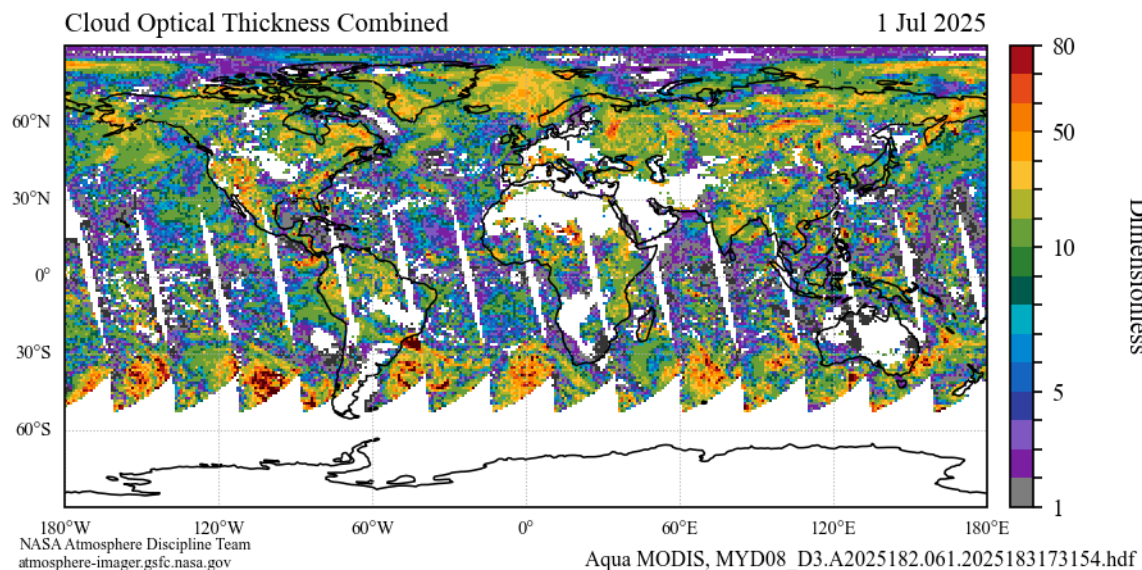 Cloud Optical Thickness Combined
1 Jul 2025
80
50
10
5
1
Dimensionless
60°N
30°N
0°
30°S
60°S
180°W
120°W
60°W
0°
60°E
120°E
180°E
NASA Atmosphere Discipline Team
atmosphere-imager.gsfc.nasa.gov
Aqua MODIS, MYD08_D3.A2025182.061.2025183173154.hdf